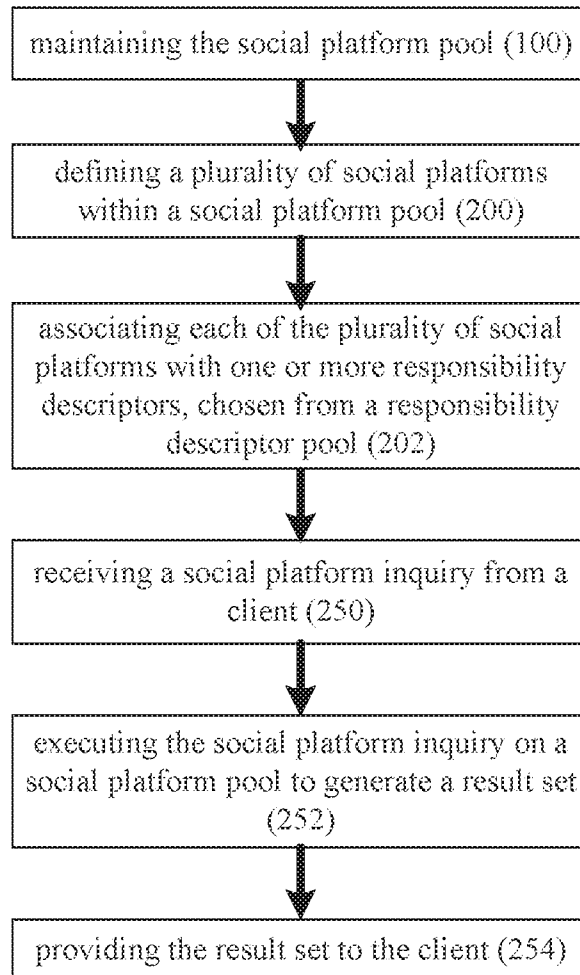 maintaining the social platform pool (100)
defining a plurality of social platforms
within a social platform pool (200)
associating each of the plurality of social
platforms with one or more responsibility
descriptors, chosen from a responsibility
descriptor pool (202)
receiving a social platform inquiry from a
client (250)
executing the social platform inquiry on a
social platform pool to generate a result set
(252)
providing the result set to the client (254)